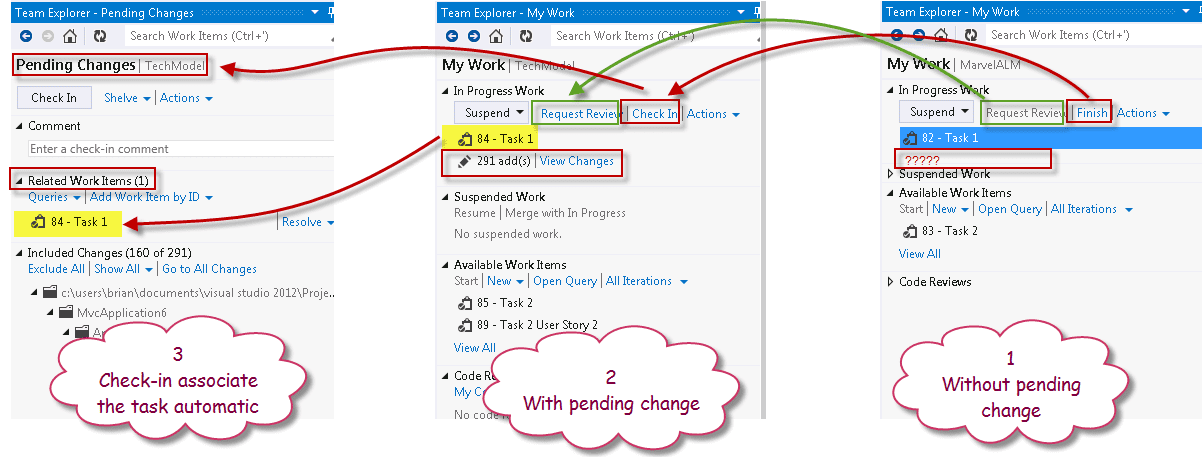 Team Explorer - Pending Changes
Search Work Items (Ctrl+')
Pending Changes | TechModel
Check In
Shelve
Actions
Comment
Enter a check-in comment
Related Work Items (1)
Queries
Add Work Item by ID
84 - Task 1
Resolve
Included Changes (160 of 291)
Exclude All
Show All
Go to All Changes
c:\users\brian\documents\visual studio 2012\Proje...
MvcApplication6
3
Check-in associate
the task automatic
Team Explorer - My Work
Search Work Items (Ctrl+')
My Work | TechModel
In Progress Work
Suspend
Request Review
Check In
Actions
84 - Task 1
291 add(s)
View Changes
Suspended Work
Resume
Merge with In Progress
No suspended work.
Available Work Items
Start
New
Open Query
All Iterations
85 - Task 2
89 - Task 2 User Story 2
View All
Code Re
My C
No code r
2
With pending change
Team Explorer - My Work
Search Work Items (Ctrl+')
My Work | MarvelALM
In Progress Work
Suspend
Request Review
Finish
Actions
82 - Task 1
?????
Suspended Work
Available Work Items
Start
New
Open Query
All Iterations
83 - Task 2
View All
Code Reviews
1
Without pending
change